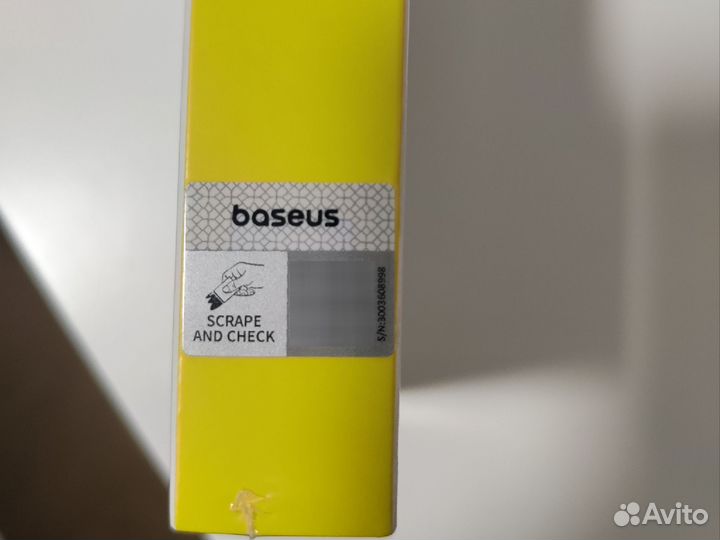 baseus
SCRAPE
AND CHECK
S/N:3003608998
Avito